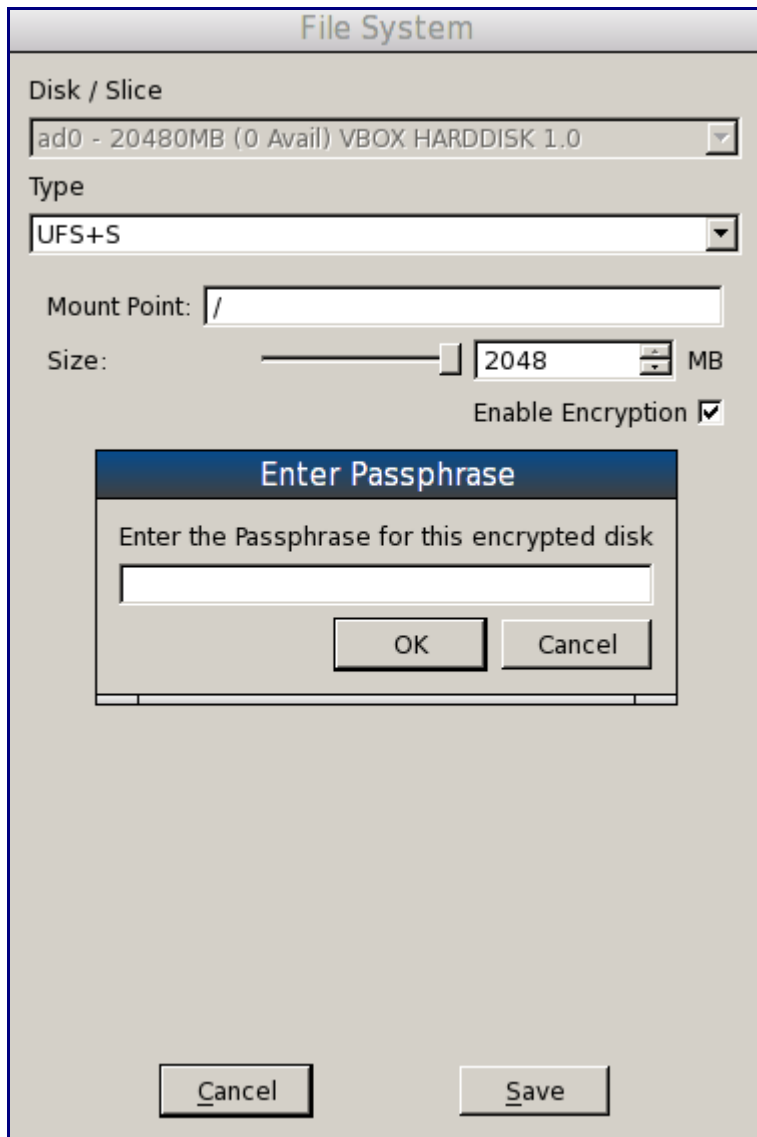 File System
Disk / Slice
ad0 - 20480MB (0 Avail) VBOX HARDDISK 1.0
Type
UFS+S
Mount Point: /
Size: 2048 MB
Enable Encryption
Enter Passphrase
Enter the Passphrase for this encrypted disk
OK Cancel
Cancel Save